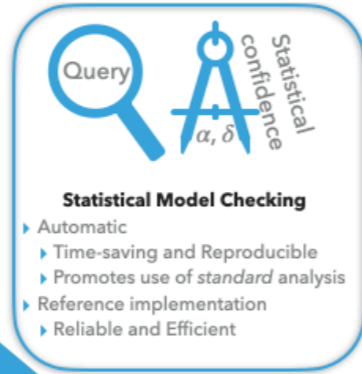 Query
Statistical
confidence
α, δ
Statistical Model Checking
Automatic
Time-saving and Reproducible
Promotes use of standard analysis
Reference implementation
Reliable and Efficient